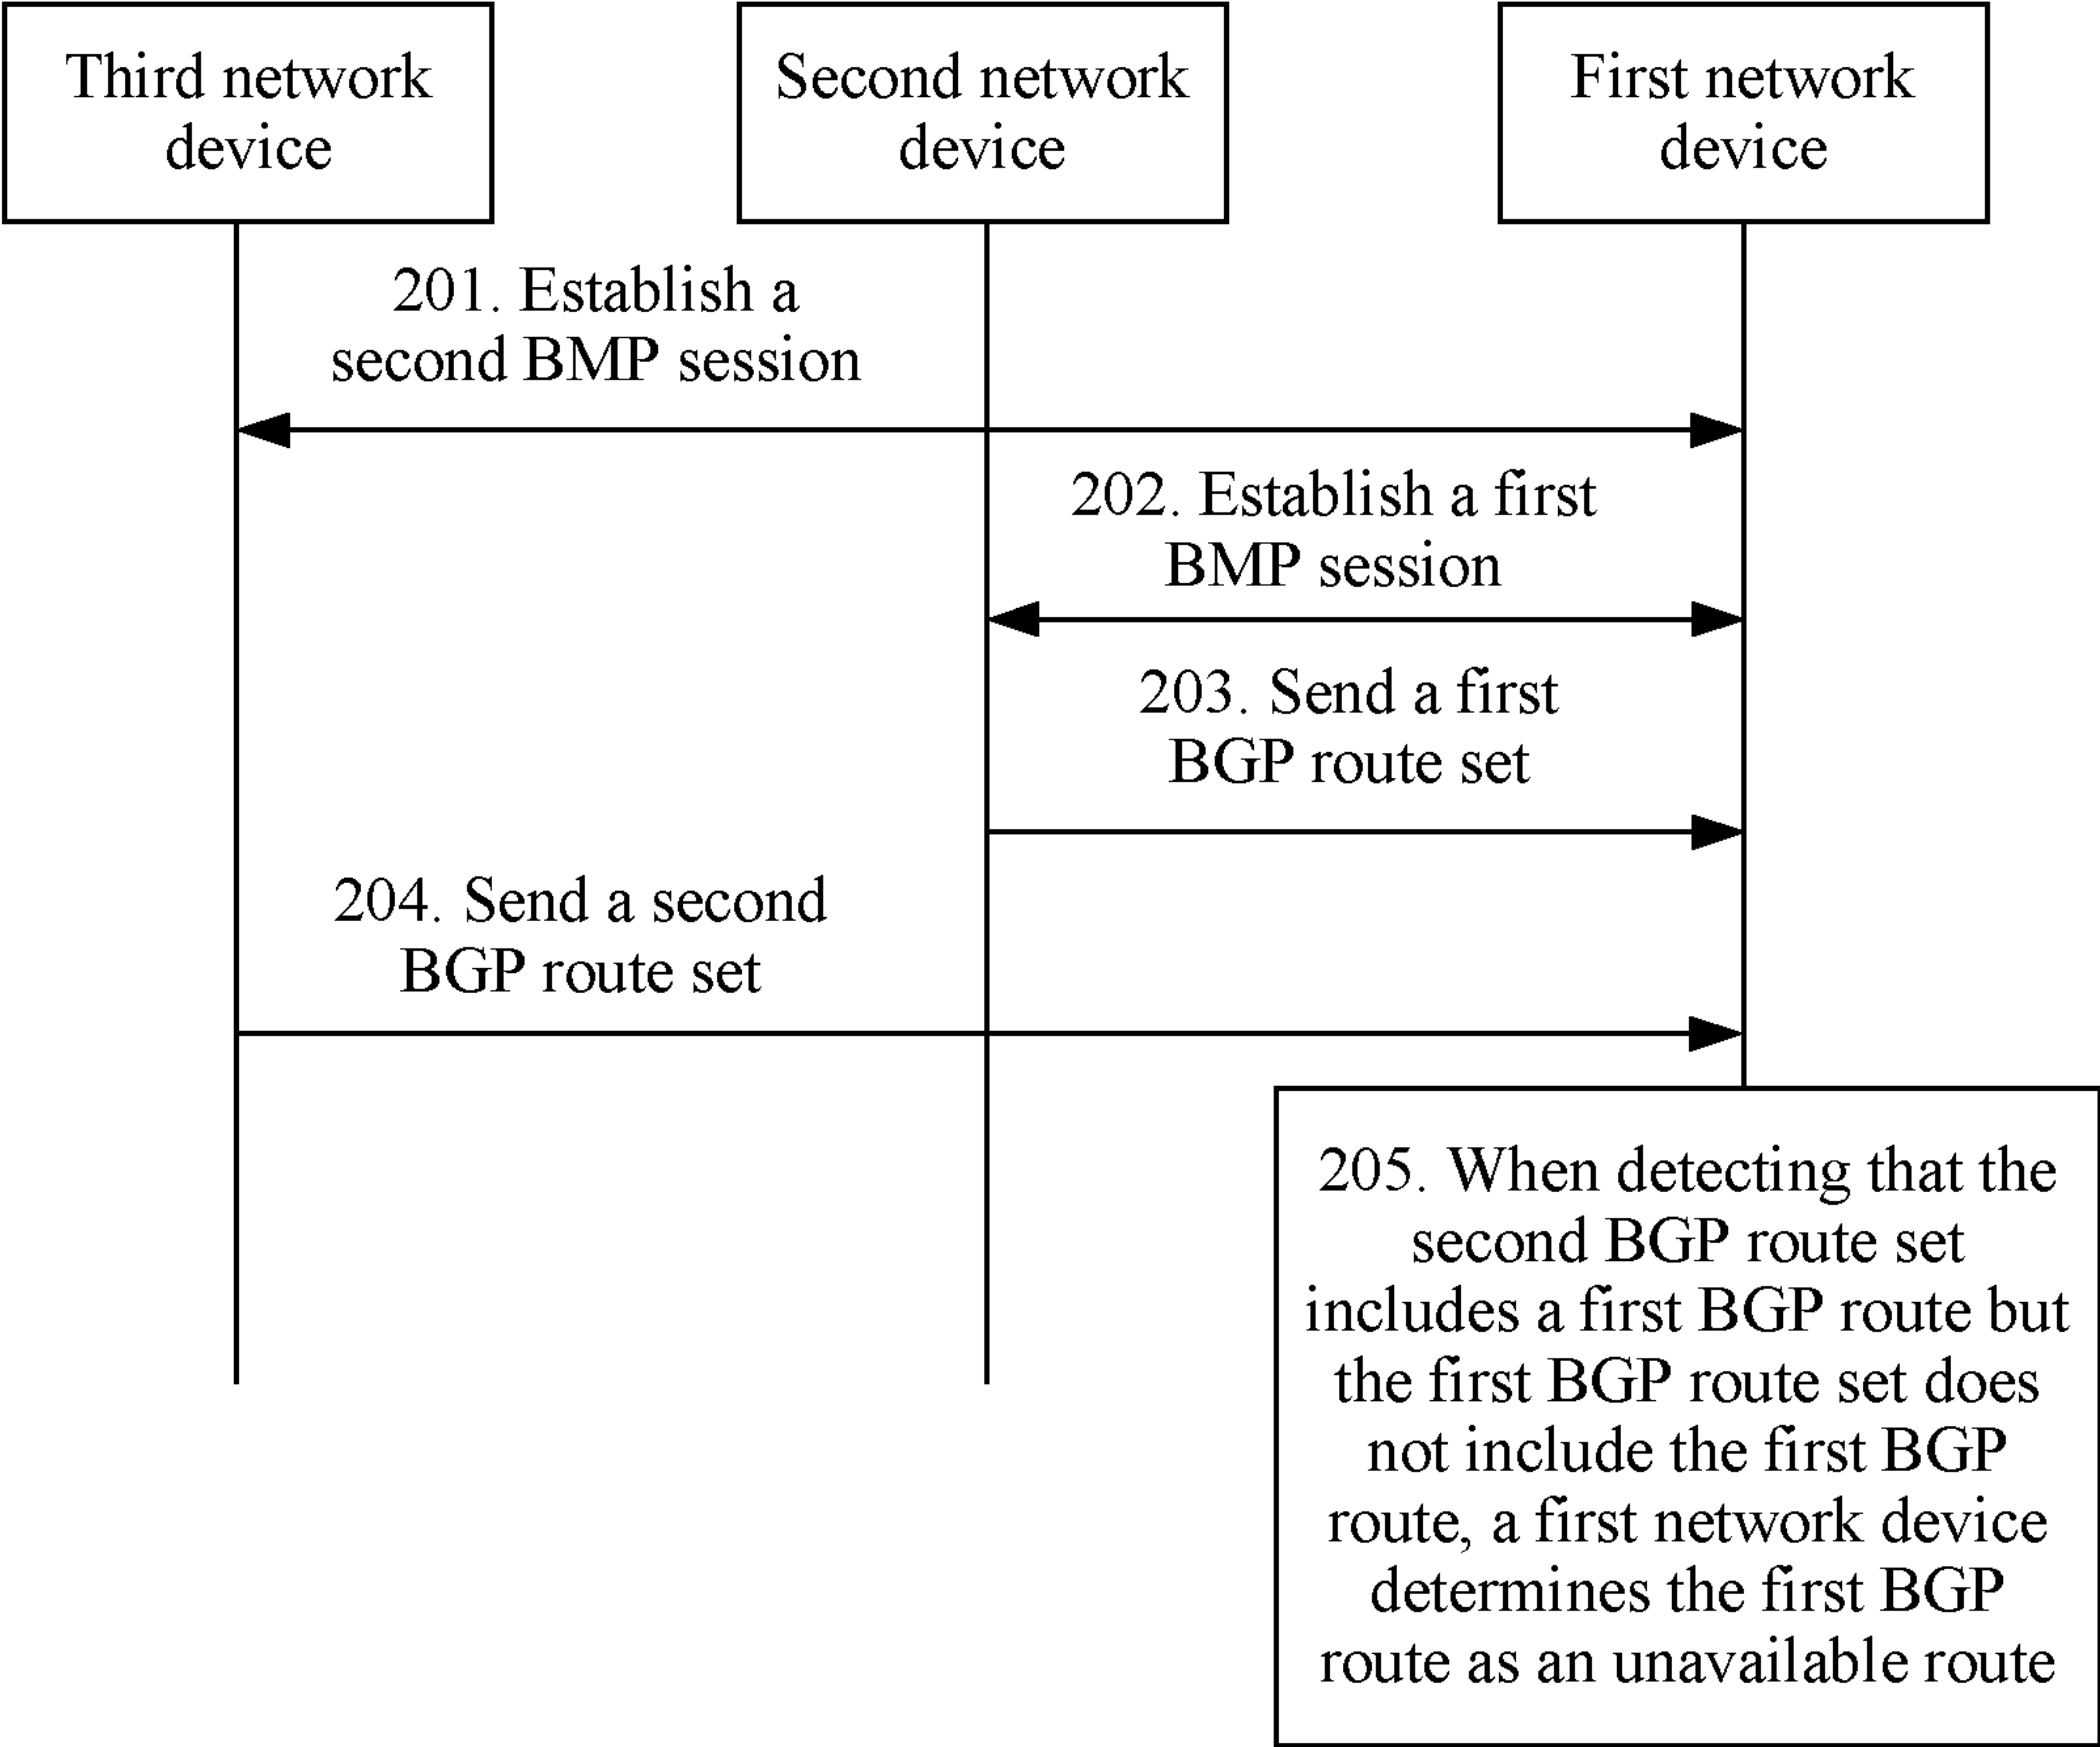 Third network
device
Second network
device
First network
device
201. Establish a
second BMP session
202. Establish a first
BMP session
203. Send a first
BGP route set
204. Send a second
BGP route set
205. When detecting that the
second BGP route set
includes a first BGP route but
the first BGP route set does
not include the first BGP
route, a first network device
determines the first BGP
route as an unavailable route